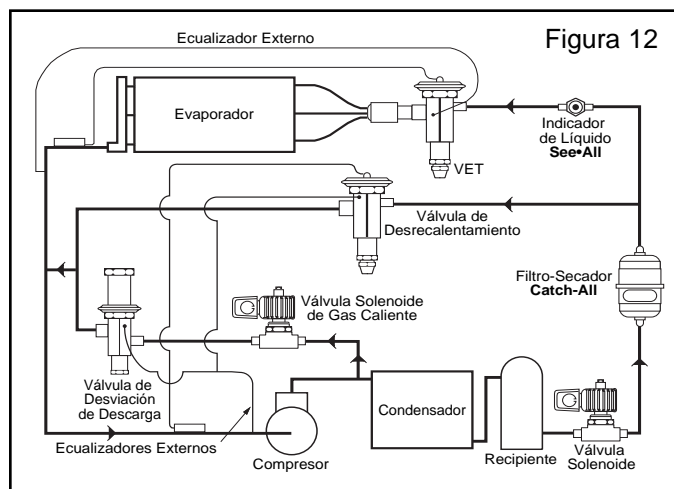 Figura 12
Ecualizador Externo
Evaporador
VET
Indicador
de Líquido
See•All
Válvula de
Desrecalentamiento
Filtro-Secador
Catch-All
Válvula Solenoide
de Gas Caliente
Válvula de
Desviación
de Descarga
Ecualizadores Externos
Compresor
Condensador
Recipiente
Válvula
Solenoide